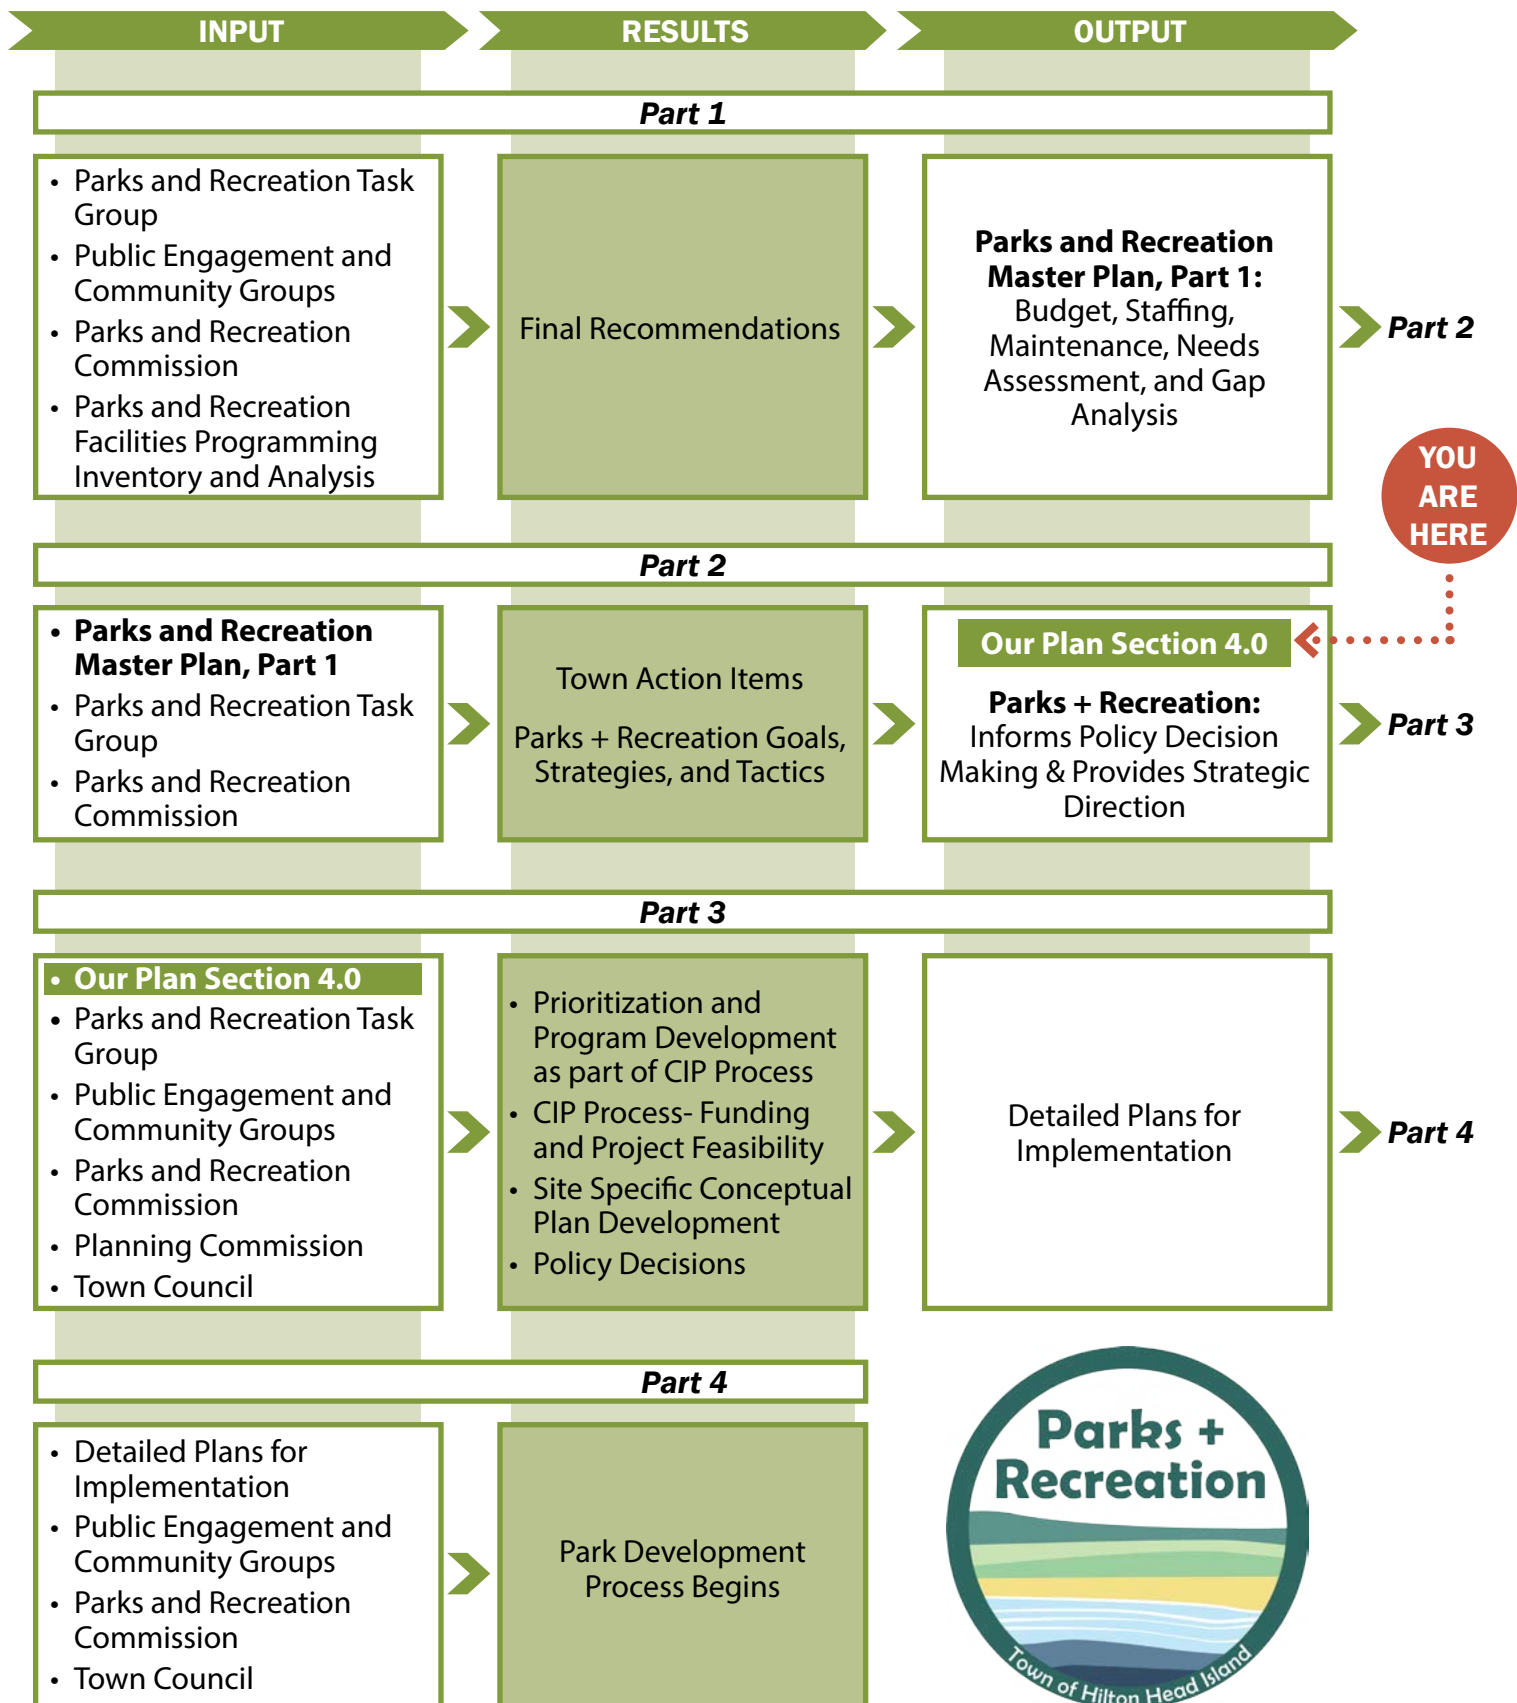 INPUT
RESULTS
OUTPUT
Part 1
• Parks and Recreation Task
Group
• Public Engagement and
Community Groups
• Parks and Recreation
Commission
• Parks and Recreation
Facilities Programming
Inventory and Analysis
Final Recommendations
Parks and Recreation
Master Plan, Part 1:
Budget, Staffing,
Maintenance, Needs
Assessment, and Gap
Analysis
Part 2
YOU
ARE
HERE
Part 2
• Parks and Recreation
Master Plan, Part 1
• Parks and Recreation Task
Group
• Parks and Recreation
Commission
Town Action Items
Parks + Recreation Goals,
Strategies, and Tactics
Our Plan Section 4.0
Parks + Recreation:
Informs Policy Decision
Making & Provides Strategic
Direction
Part 3
Part 3
• Our Plan Section 4.0
• Parks and Recreation Task
Group
• Public Engagement and
Community Groups
• Parks and Recreation
Commission
• Planning Commission
• Town Council
• Prioritization and
Program Development
as part of CIP Process
• CIP Process- Funding
and Project Feasibility
• Site Specific Conceptual
Plan Development
• Policy Decisions
Detailed Plans for
Implementation
Part 4
Part 4
• Detailed Plans for
Implementation
• Public Engagement and
Community Groups
• Parks and Recreation
Commission
• Town Council
Park Development
Process Begins
Parks +
Recreation
Town of Hilton Head Island